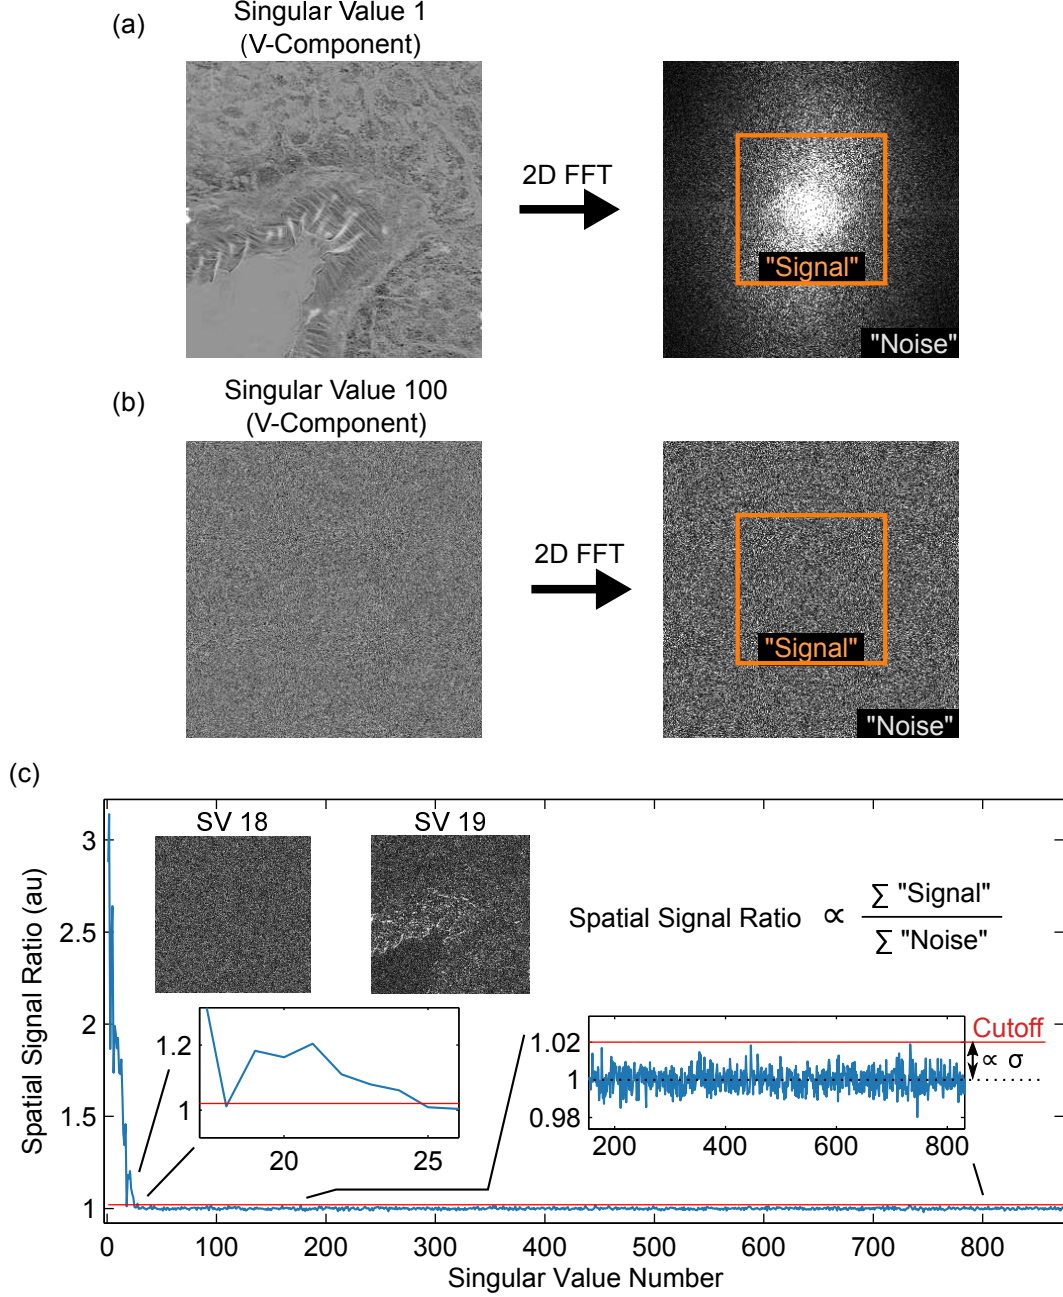 (a)
Singular Value 1
(V-Component)
2D FFT
"Signal"
"Noise"
(b)
Singular Value 100
(V-Component)
2D FFT
"Signal"
"Noise"
(c)
Spatial Signal Ratio (au)
3
2.5
2
1.5
1
SV 18
SV 19
Spatial Signal Ratio ∝ ∑ "Signal"
∑ "Noise"
1.2
1
20
25
Cutoff
1.02
1
0.98
∝ σ
200
400
600
800
0
100
200
300
400
500
600
700
800
Singular Value Number